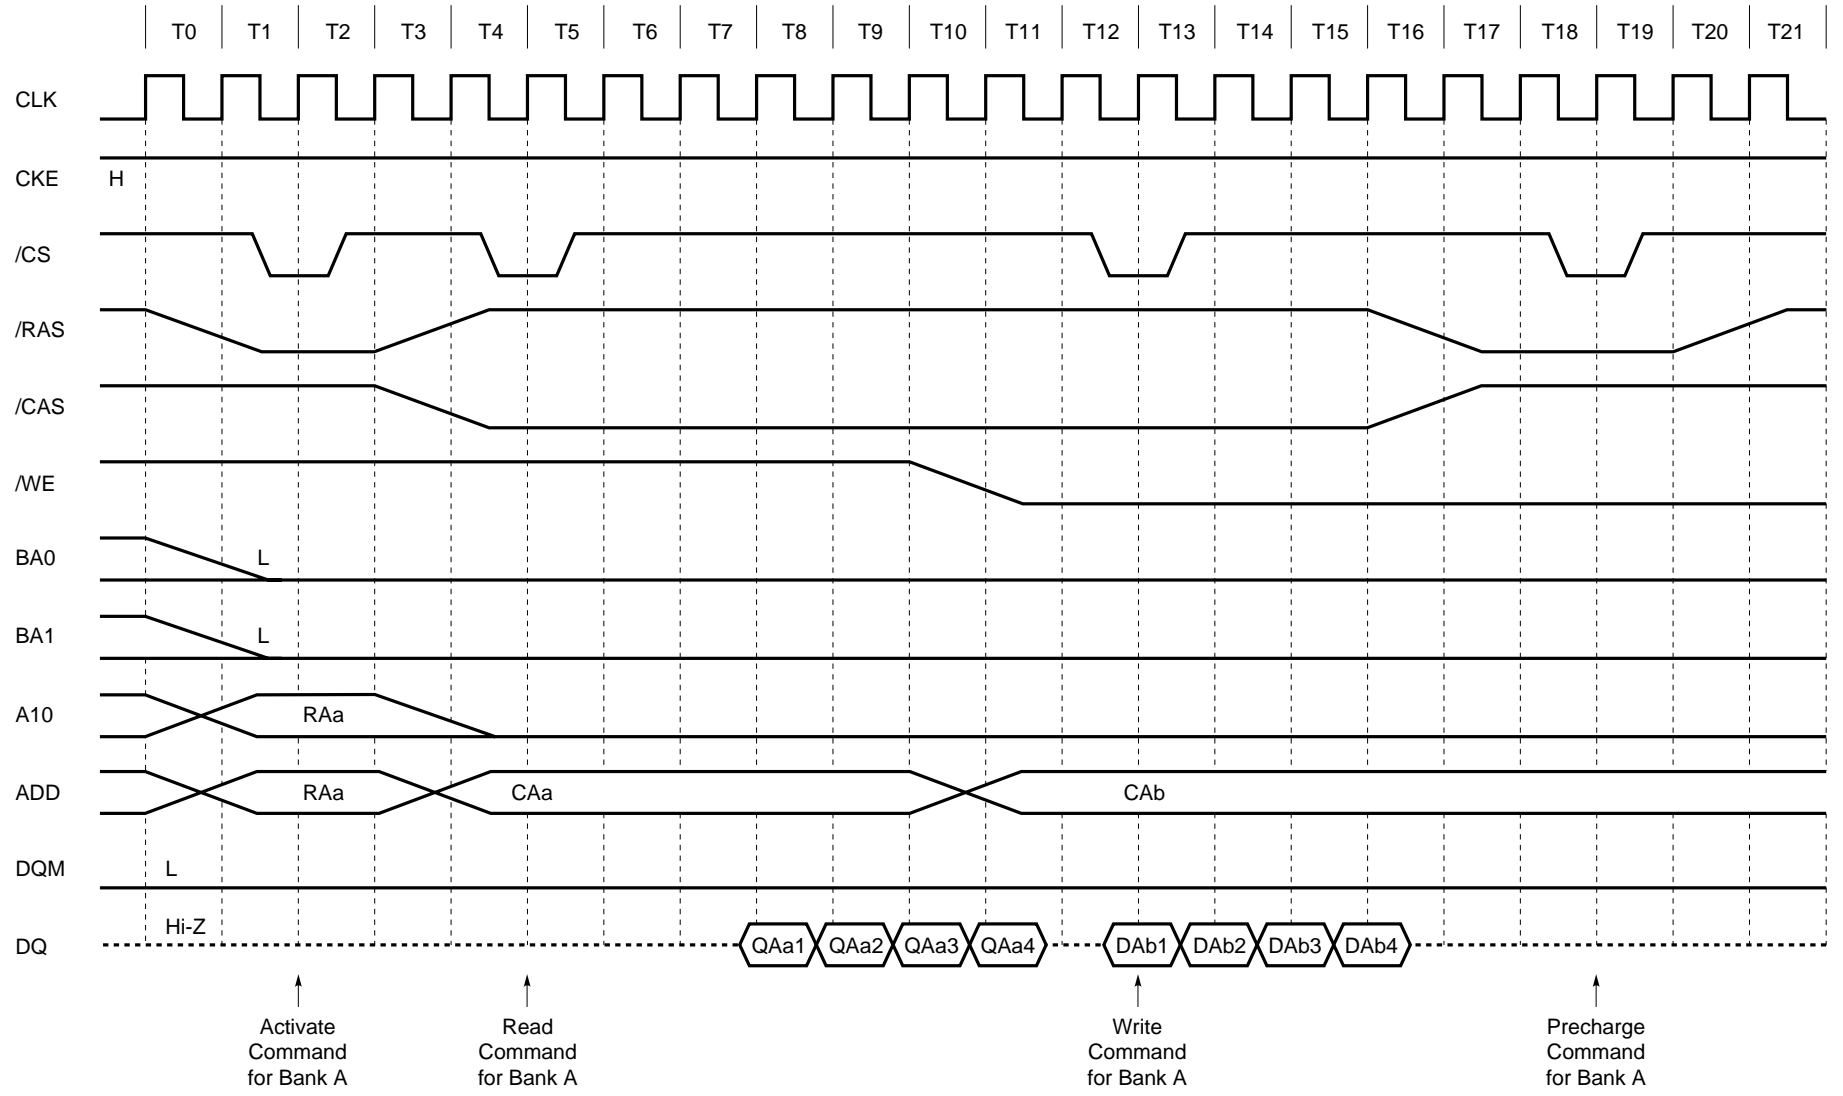 T0 T1 T2 T3 T4 T5 T6 T7 T8 T9 T10 T11 T12 T13 T14 T15 T16 T17 T18 T19 T20 T21
CLK
CKE H
/CS
/RAS
/CAS
/WE
BA0 L
BA1 L
A10 RAa
ADD RAa CAa CAb
DQM L
Hi-Z
DQ QAa1 QAa2 QAa3 QAa4 DAb1 DAb2 DAb3 DAb4
Activate
Command
for Bank A
Read
Command
for Bank A
Write
Command
for Bank A
Precharge
Command
for Bank A